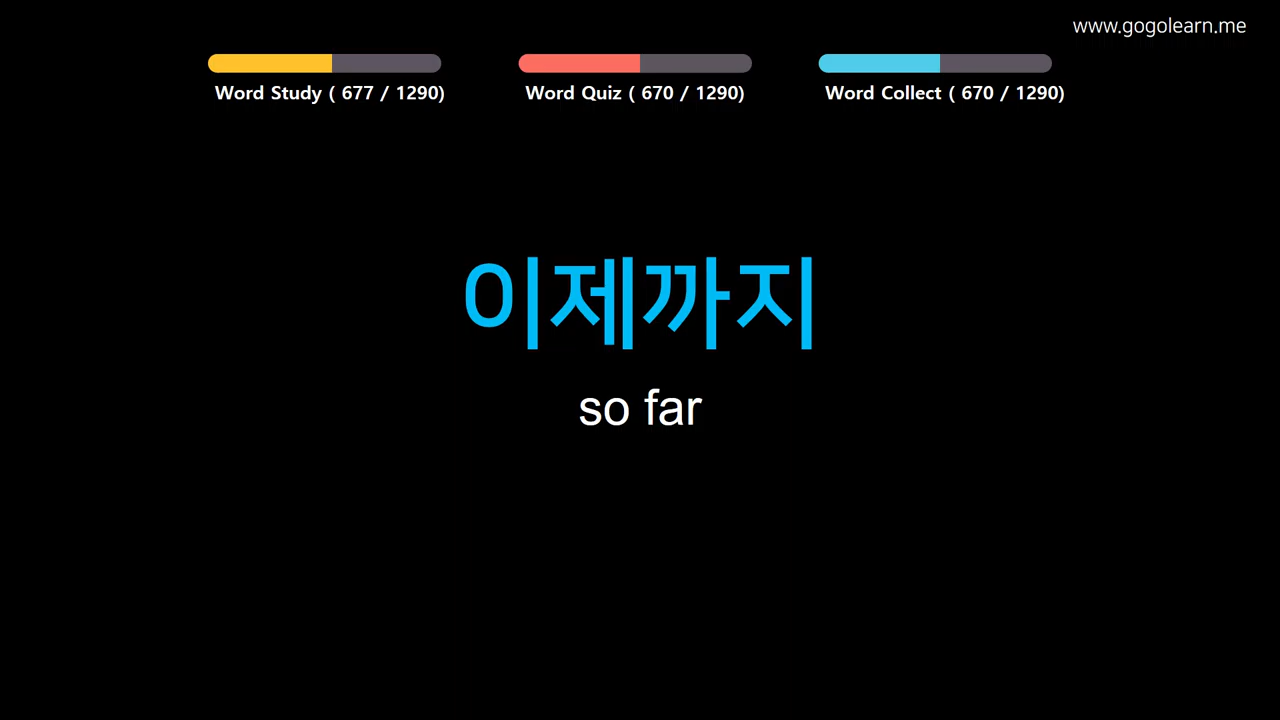 www.gogolearn.me
Word Study ( 677 / 1290)
Word Quiz ( 670 / 1290)
Word Collect ( 670 / 1290)
이제까지
so far